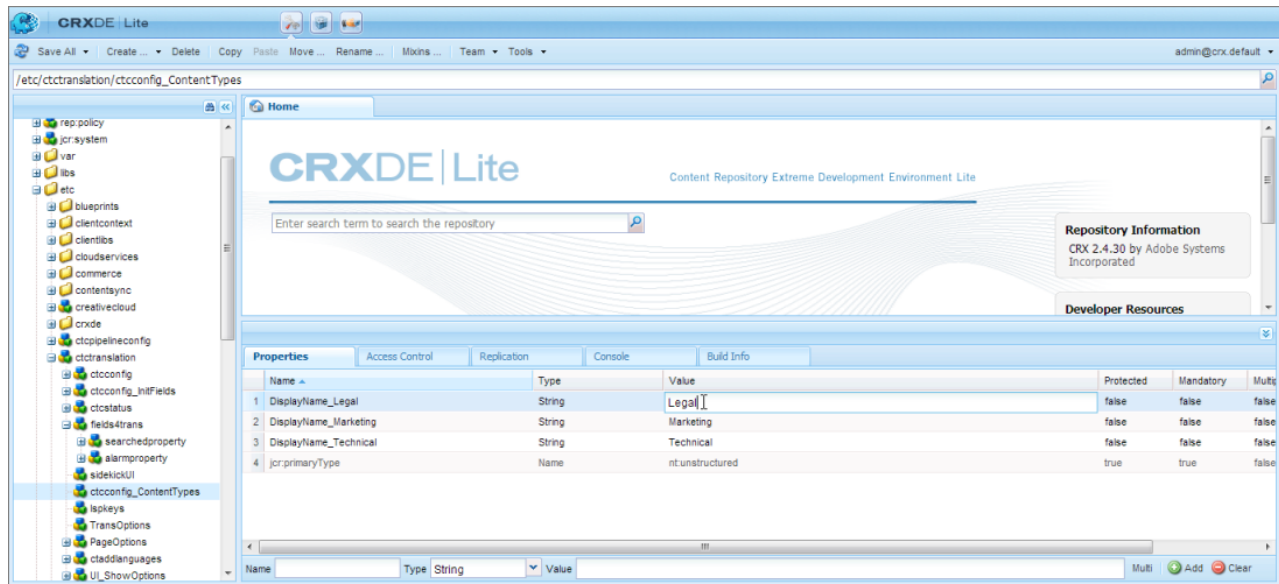 CRXDE | Lite
Save All Create ... Delete Copy Paste Move ... Rename ... Mixins ... Team Tools admin@crx.default
/etc/ctctranslation/ctcconfig_ContentTypes
Home
rep:policy
jcr:system
var
libs
etc
blueprints
clientcontext
clientlibs
cloudservices
commerce
contentsync
creativecloud
crxde
ctcpipelineconfig
ctctranslation
ctcconfig
ctcconfig_InitFields
ctcstatus
fields4trans
searchedproperty
alarmproperty
sidekickUI
ctcconfig_ContentTypes
lspkeys
TransOptions
PageOptions
ctaddlanguages
UI_ShowOptions
CRXDE | Lite
Content Repository Extreme Development Environment Lite
Enter search term to search the repository
Repository Information
CRX 2.4.30 by Adobe Systems
Incorporated
Developer Resources
Properties Access Control Replication Console Build Info
Name Type Value Protected Mandatory Multip
1 DisplayName_Legal String Legal false false false
2 DisplayName_Marketing String Marketing false false false
3 DisplayName_Technical String Technical false false false
4 jcr:primaryType Name nt:unstructured true true false
Name Type String Value Multi Add Clear